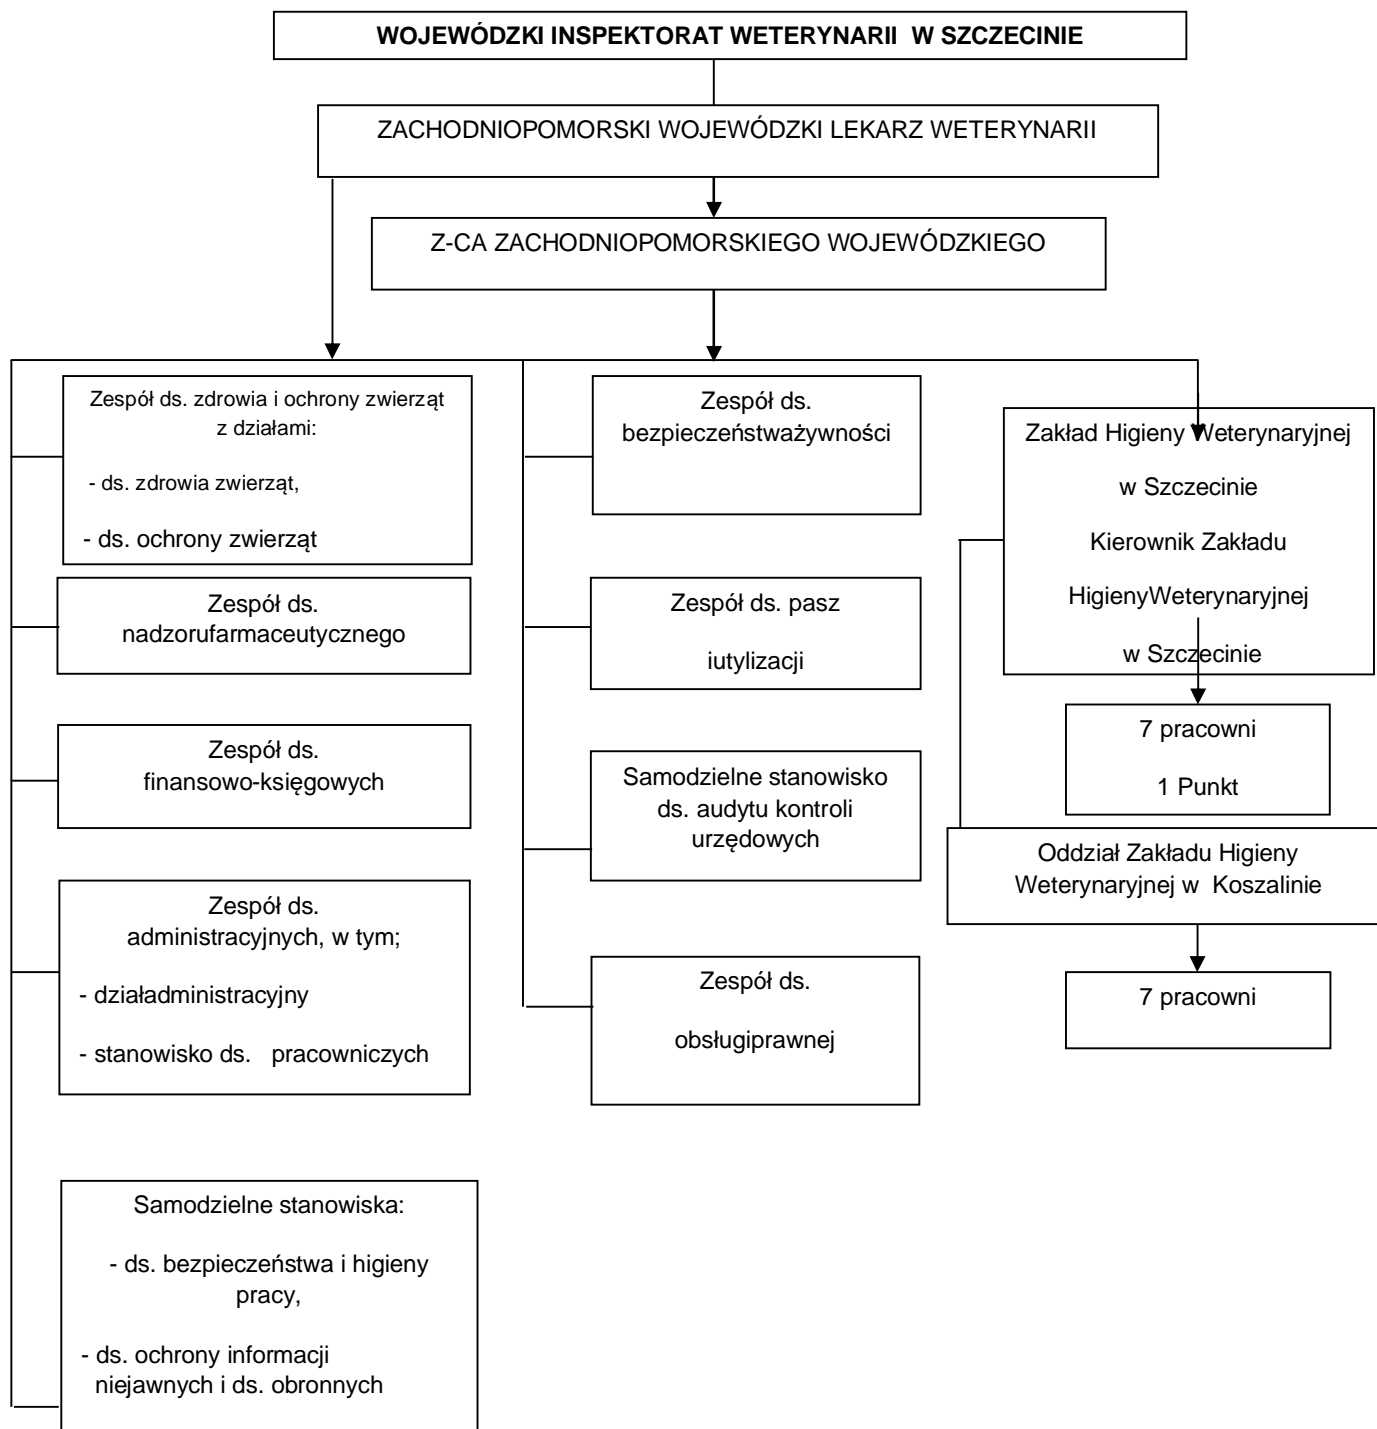 WOJEWÓDZKI INSPEKTORAT WETERYNARII W SZCZECINIE
ZACHODNIOPOMORSKI WOJEWÓDZKI LEKARZ WETERYNARII
Z-CA ZACHODNIOPOMORSKIEGO WOJEWÓDZKIEGO
Zespół ds. zdrowia i ochrony zwierząt
z działami:
- ds. zdrowia zwierząt,
- ds. ochrony zwierząt
Zespół ds.
nadzorufarmaceutycznego
Zespół ds.
finansowo-księgowych
Zespół ds.
administracyjnych, w tym;
- działadministracyjny
- stanowisko ds. pracowniczych
Samodzielne stanowiska:
- ds. bezpieczeństwa i higieny
pracy,
- ds. ochrony informacji
niejawnych i ds. obronnych
Zespół ds.
bezpieczeństważywności
Zespół ds. pasz
iutylizacji
Samodzielne stanowisko
ds. audytu kontroli
urzędowych
Zespół ds.
obsługiprawnej
Zakład Higieny Weterynaryjnej
w Szczecinie
Kierownik Zakładu
HigienyWeterynaryjnej
w Szczecinie
7 pracowni
1 Punkt
Oddział Zakładu Higieny
Weterynaryjnej w Koszalinie
7 pracowni